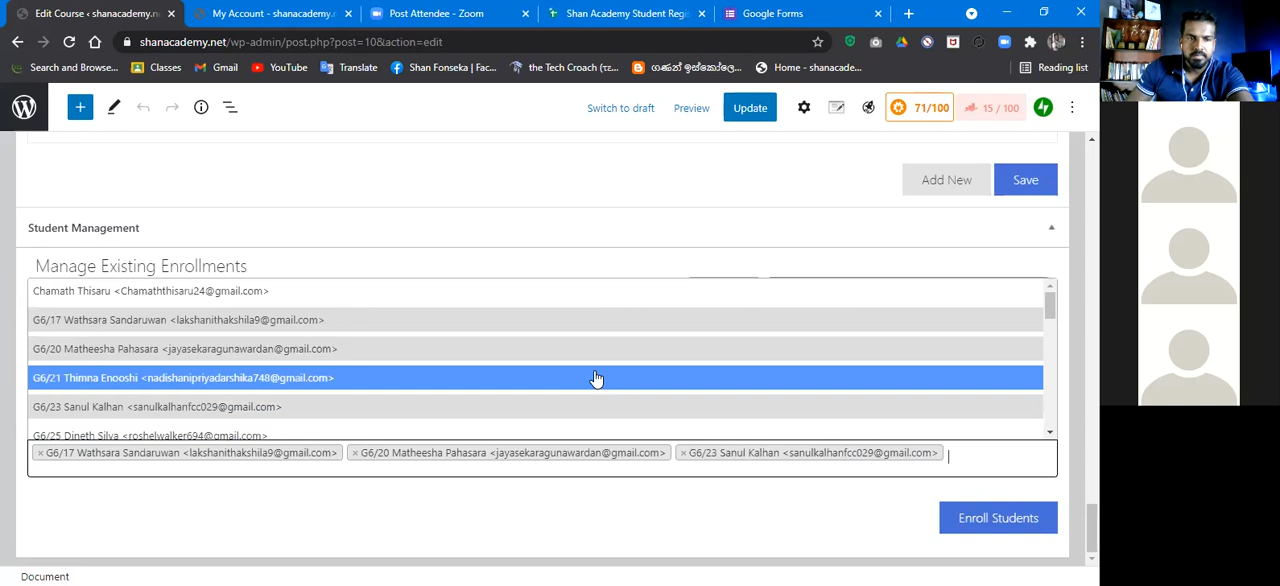 Edit Course ‹ shanacademy.n
My Account - shanacademy.
Post Attendee - Zoom
Shan Academy Student Regi
Google Forms
shanacademy.net/wp-admin/post.php?post=10&action=edit
Search and Browse...
Classes
Gmail
YouTube
Translate
Shan Fonseka | Fac...
the Tech Coach
Home - shanacade...
Reading list
Switch to draft
Preview
Update
71/100
15 / 100
Add New
Save
Student Management
Manage Existing Enrollments
Chamath Thisaru <Chamaththisaru24@gmail.com>
G6/17 Wathsara Sandaruwan <lakshanithakshila9@gmail.com>
G6/20 Matheesha Pahasara <jayasekaragunawardan@gmail.com>
G6/21 Thimna Enooshi <nadishanipriyadarshika748@gmail.com>
G6/23 Sanul Kalhan <sanulkalhanfcc029@gmail.com>
G6/25 Dineth Silva <roshelwalker694@gmail.com>
× G6/17 Wathsara Sandaruwan <lakshanithakshila9@gmail.com> × G6/20 Matheesha Pahasara <jayasekaragunawardan@gmail.com> × G6/23 Sanul Kalhan <sanulkalhanfcc029@gmail.com>
Enroll Students
Document